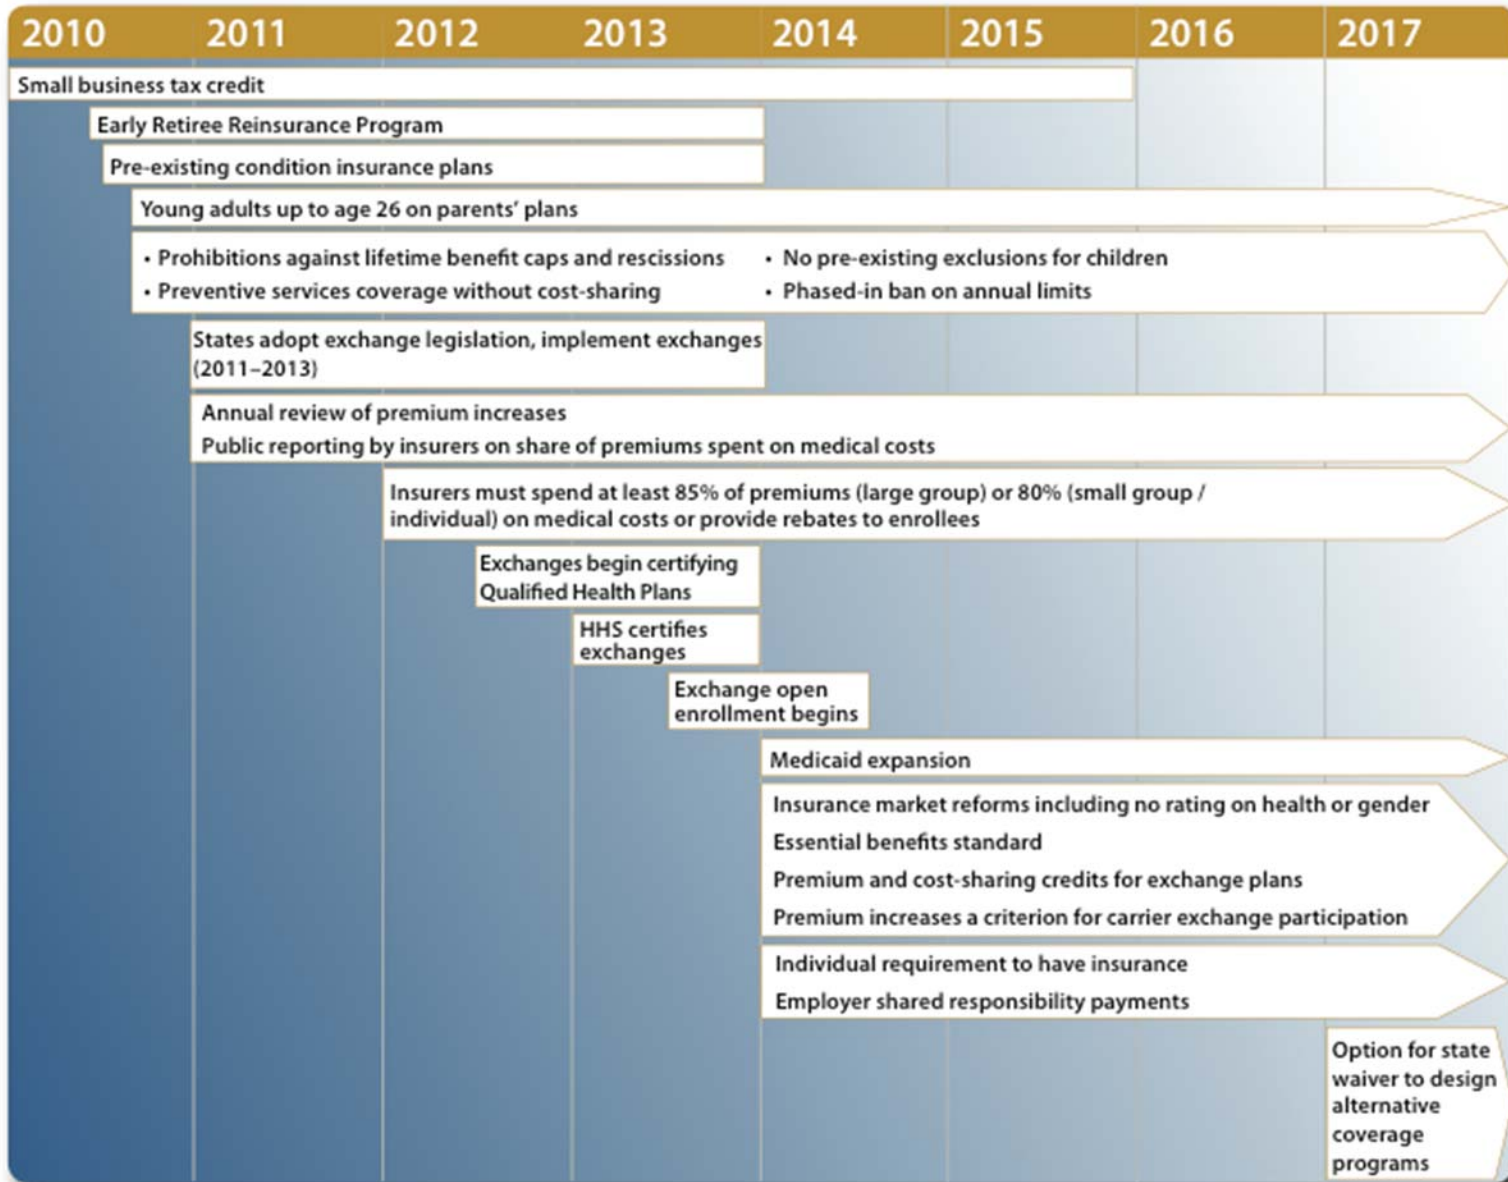 2010 2011 2012 2013 2014 2015 2016 2017
Small business tax credit
Early Retiree Reinsurance Program
Pre-existing condition insurance plans
Young adults up to age 26 on parents’ plans
• Prohibitions against lifetime benefit caps and rescissions • No pre-existing exclusions for children
• Preventive services coverage without cost-sharing • Phased-in ban on annual limits
States adopt exchange legislation, implement exchanges
(2011–2013)
Annual review of premium increases
Public reporting by insurers on share of premiums spent on medical costs
Insurers must spend at least 85% of premiums (large group) or 80% (small group /
individual) on medical costs or provide rebates to enrollees
Exchanges begin certifying
Qualified Health Plans
HHS certifies
exchanges
Exchange open
enrollment begins
Medicaid expansion
Insurance market reforms including no rating on health or gender
Essential benefits standard
Premium and cost-sharing credits for exchange plans
Premium increases a criterion for carrier exchange participation
Individual requirement to have insurance
Employer shared responsibility payments
Option for state
waiver to design
alternative
coverage
programs